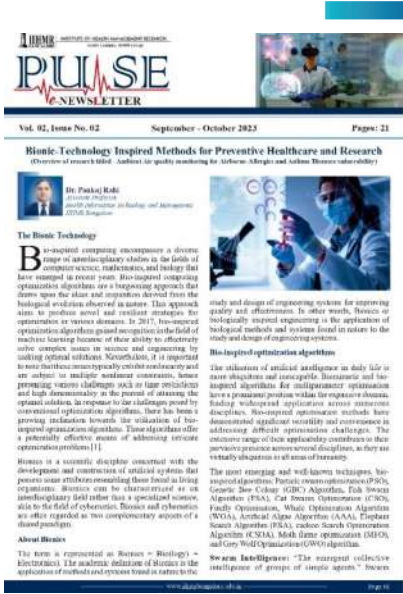 IIHMR INSTITUTE OF HEALTH MANAGEMENT RESEARCH
PULSE
e-NEWSLETTER
Vol. 02, Issue No. 02 September - October 2023 Pages: 21
Bionic-Technology Inspired Methods for Preventive Healthcare and Research
(Overview of research titled - Ambient Air quality monitoring for Airborne Allergies and Asthma Diseases vulnerability)
Dr. Pankaj Rahi
Associate Professor
Health Information Technology and Management
IIHMR Bangalore
The Bionic Technology
Bio-inspired computing encompasses a diverse
range of interdisciplinary studies in the fields of
computer science, mathematics, and biology that
have emerged in recent years. Bio-inspired computing
optimization algorithms are a burgeoning approach that
draws upon the ideas and inspiration derived from the
biological evolution observed in nature. This approach
aims to produce novel and resilient strategies for
optimization in various domains. In 2017, bio-inspired
optimization algorithms gained recognition in the field of
machine learning because of their ability to effectively
solve complex issues in science and engineering by
seeking optimal solutions. Nevertheless, it is important
to note that these issues typically exhibit nonlinearity and
are subject to multiple nonlinear constraints, hence
presenting various challenges such as time restrictions
and high dimensionality in the pursuit of attaining the
optimal solution. In response to the challenges posed by
conventional optimization algorithms, there has been a
growing inclination towards the utilization of bio-
inspired optimization algorithms. These algorithms offer
a potentially effective means of addressing intricate
optimization problems [1].
Bionics is a scientific discipline concerned with the
development and construction of artificial systems that
possess some attributes resembling those found in living
organisms. Bionics can be characterized as an
interdisciplinary field rather than a specialized science,
akin to the field of cybernetics. Bionics and cybernetics
are often regarded as two complementary aspects of a
shared paradigm.
About Bionics
The term is represented as Bionics = Bio(logy) +
(electronics). The academic definition of Bionics is the
application of methods and systems found in nature to the
study and design of engineering systems for improving
quality and effectiveness. In other words, Bionics or
biologically inspired engineering is the application of
biological methods and systems found in nature to the
study and design of engineering systems.
Bio-inspired optimization algorithms
The utilization of artificial intelligence in daily life is
most ubiquitous and inescapable. Biomimetic and bio-
inspired algorithms for multiparameter optimisation
have a prominent position within the expansive domain,
finding widespread application across numerous
disciplines. Bio-inspired optimisation methods have
demonstrated significant versatility and convenience in
addressing different optimisation challenges. The
extensive range of their applicability contributes to their
pervasive presence across several disciplines, as they are
virtually ubiquitous in all areas of humanity.
The most emerging and well-known techniques, bio-
inspired algorithms: Particle swarm optimization (PSO),
Genetic Bee Colony (GBC) Algorithm, Fish Swarm
Algorithm (FSA), Cat Swarm Optimization (CSO),
Firefly Optimisation, Whale Optimization Algorithm
(WOA), Artificial Algae Algorithm (AAA), Elephant
Search Algorithm (ESA), cuckoo Search Optimization
Algorithm (CSOA), Moth flame optimization (MFO),
and Grey Wolf Optimization (GWO) algorithm.
Swarm Intelligence: "The emergent collective
intelligence of groups of simple agents." Swarm